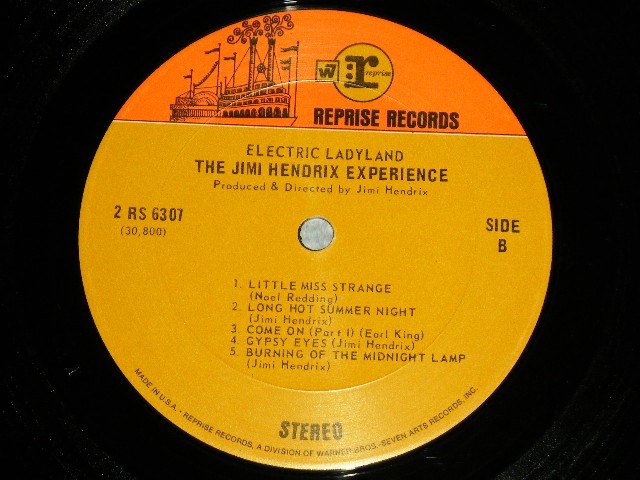 W7 r reprise
REPRISE RECORDS
ELECTRIC LADYLAND
THE JIMI HENDRIX EXPERIENCE
Produced & Directed by Jimi Hendrix
2 RS 6307
(30,800)
SIDE
B
1. LITTLE MISS STRANGE
(Noel Redding)
2. LONG HOT SUMMER NIGHT
(Jimi Hendrix)
3. COME ON (Part I) (Earl King)
4. GYPSY EYES (Jimi Hendrix)
5. BURNING OF THE MIDNIGHT LAMP
(Jimi Hendrix)
STEREO
MADE IN U.S.A. - REPRISE RECORDS, A DIVISION OF WARNER BROS.-SEVEN ARTS RECORDS, INC.